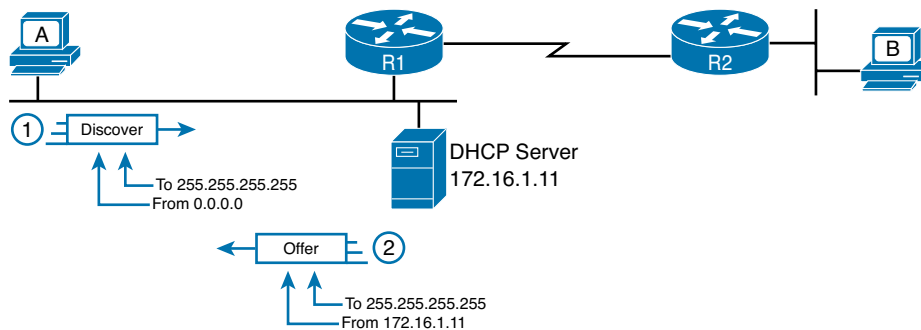 A
R1
R2
B
1
Discover
To 255.255.255.255
From 0.0.0.0
DHCP Server
172.16.1.11
Offer
2
To 255.255.255.255
From 172.16.1.11